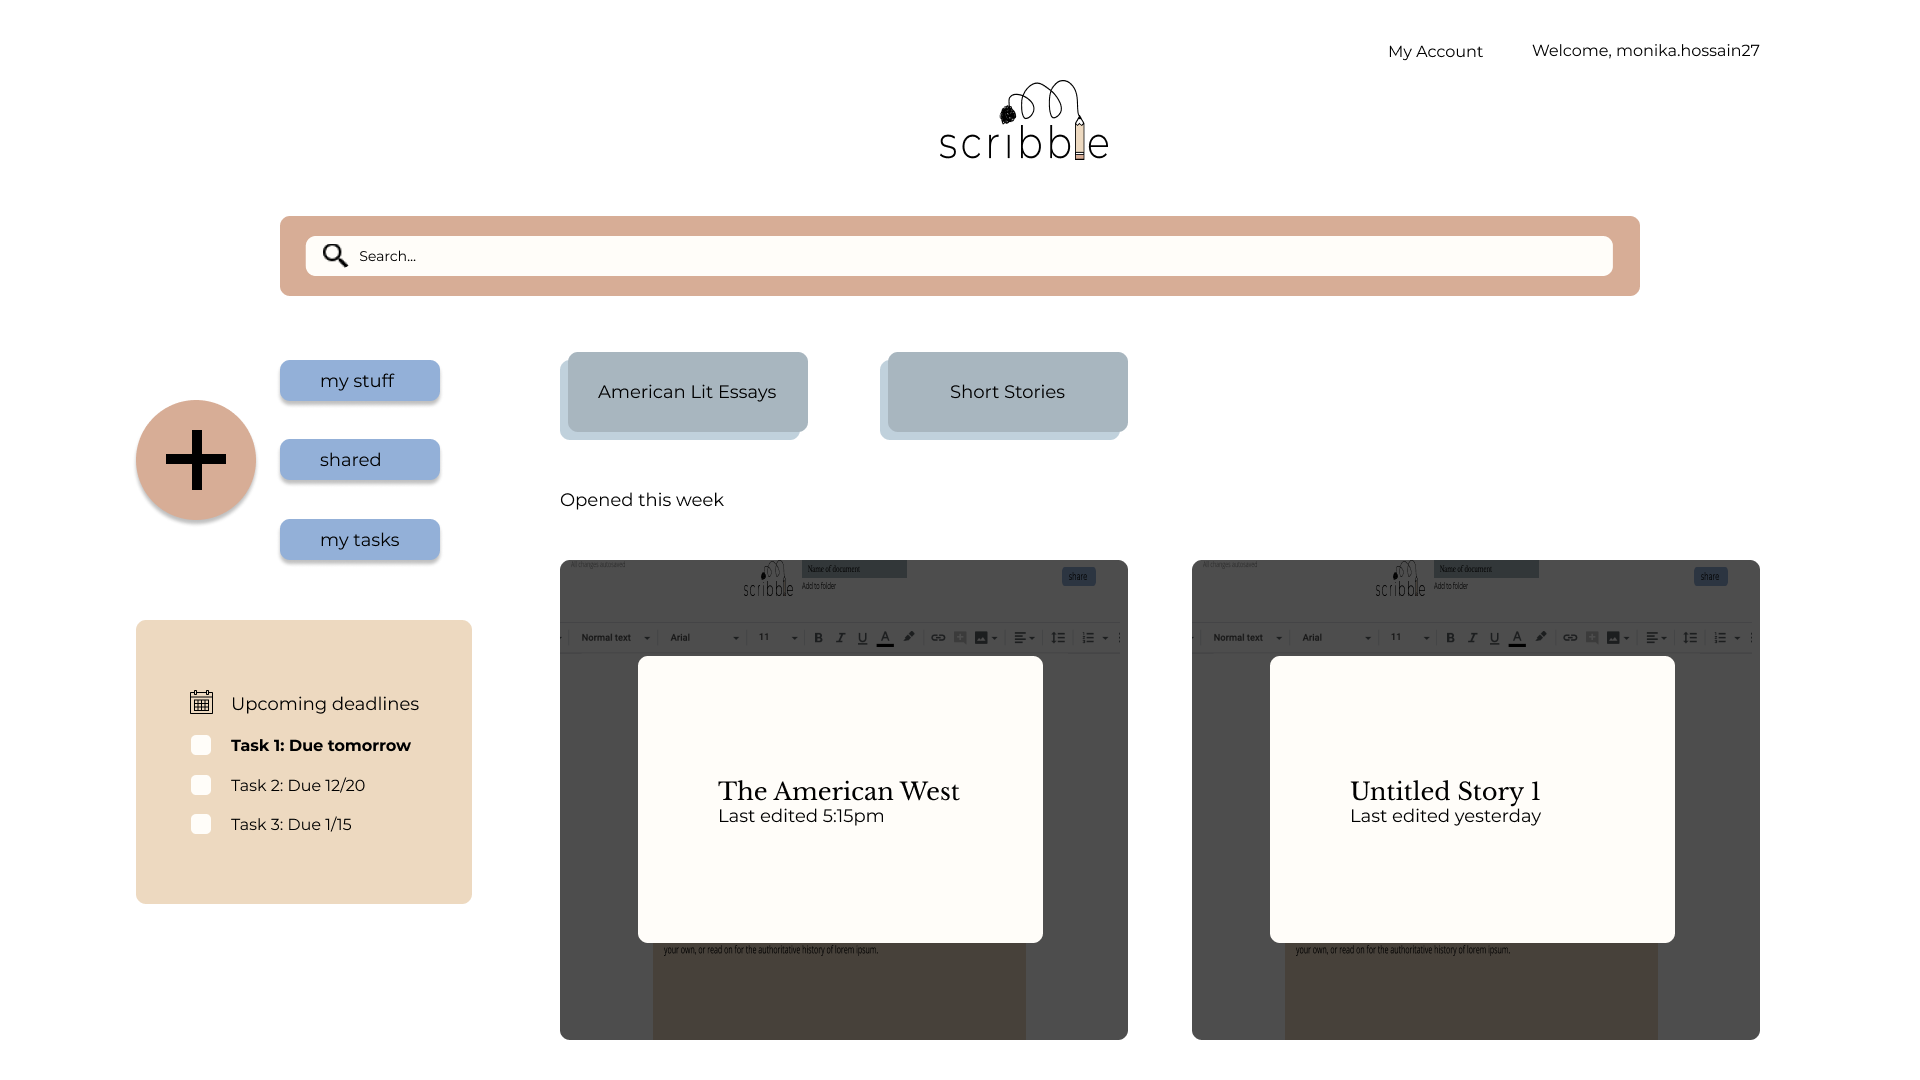 My Account
Welcome, monika.hossain27
scribble
Search...
my stuff
shared
my tasks
American Lit Essays
Short Stories
Opened this week
Upcoming deadlines
Task 1: Due tomorrow
Task 2: Due 12/20
Task 3: Due 1/15
All changes autosaved
scribble
Name of document
Add to folder
share
Normal text
Arial
11
B I U A
The American West
Last edited 5:15pm
your own, or read on for the authoritative history of lorem ipsum.
All changes autosaved
scribble
Name of document
Add to folder
share
Normal text
Arial
11
B I U A
Untitled Story 1
Last edited yesterday
your own, or read on for the authoritative history of lorem ipsum.